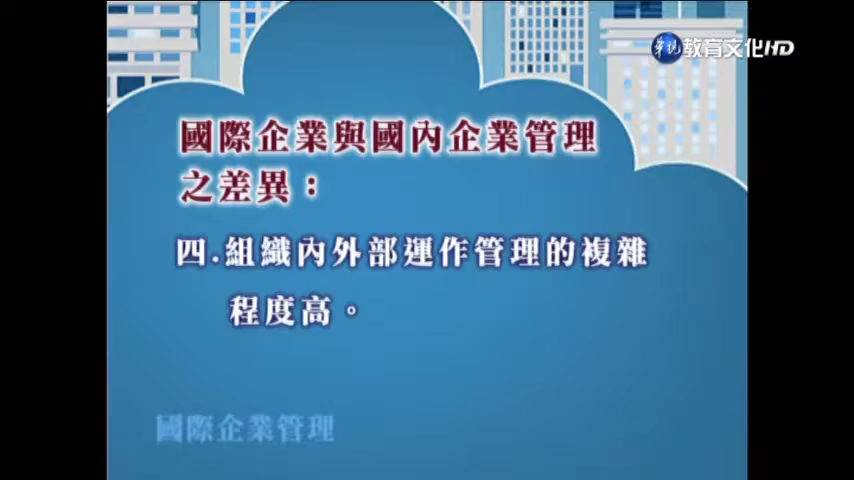 華視教育文化HD
國際企業與國內企業管理
之差異：
四.組織內外部運作管理的複雜
程度高。
國際企業管理